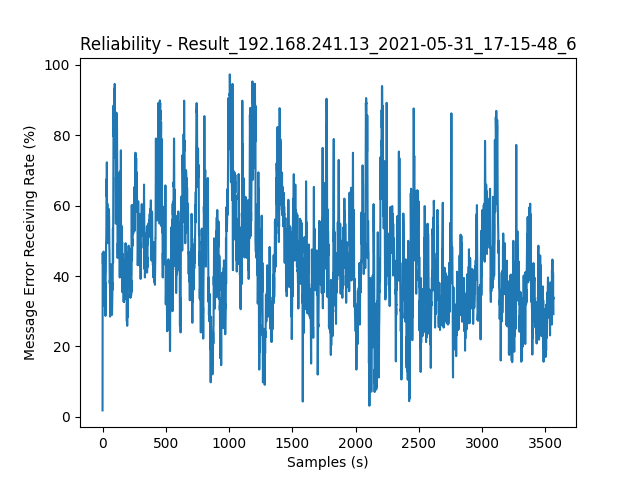 Reliability - Result_192.168.241.13_2021-05-31_17-15-48_6
Message Error Receiving Rate (%)
100
80
60
40
20
0
0 500 1000 1500 2000 2500 3000 3500
Samples (s)